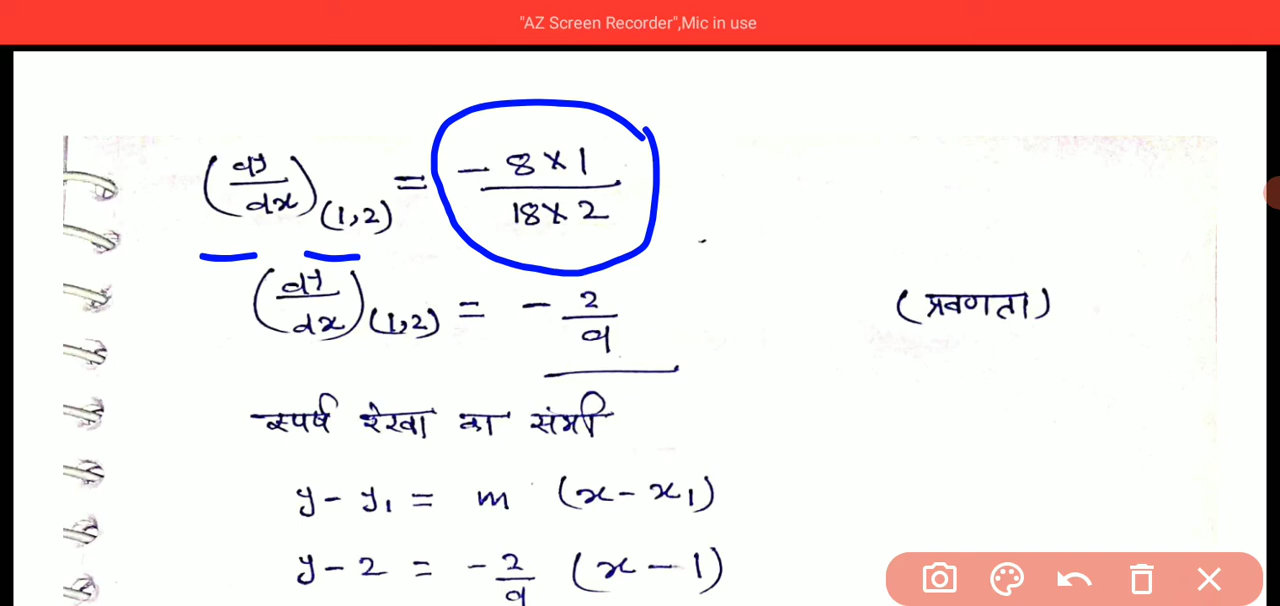 "AZ Screen Recorder",Mic in use
(dy/dx)(1,2) = - 8×1/18×2
(dy/dx)(1,2) = - 2/9 (प्रवणता)
स्पर्ष रेखा का समी
y - y₁ = m (x - x₁)
y - 2 = - 2/9 (x - 1)